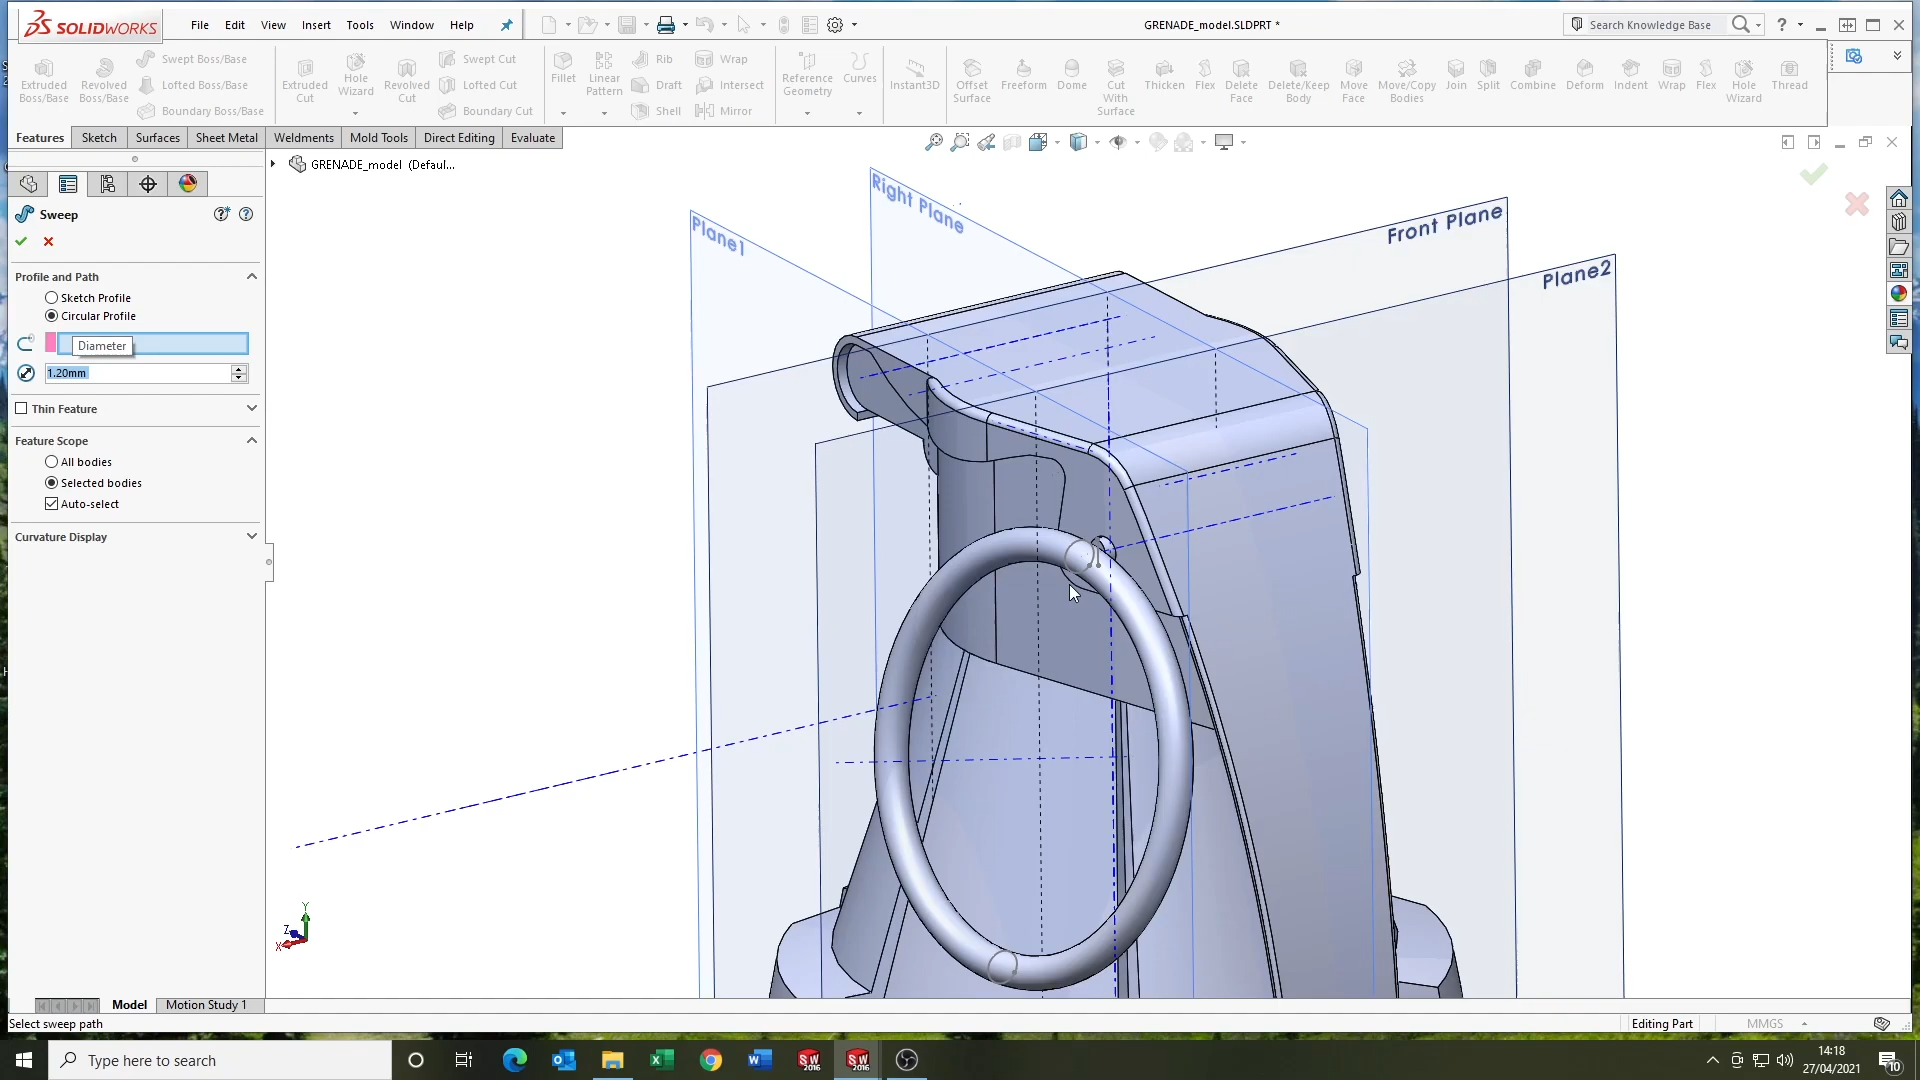 SOLIDWORKS
File Edit View Insert Tools Window Help
GRENADE_model.SLDPRT *
Search Knowledge Base
Extruded Boss/Base
Revolved Boss/Base
Swept Boss/Base
Lofted Boss/Base
Boundary Boss/Base
Extruded Cut
Hole Wizard
Revolved Cut
Swept Cut
Lofted Cut
Boundary Cut
Fillet
Linear Pattern
Rib
Draft
Shell
Wrap
Intersect
Mirror
Reference Geometry
Curves
Instant3D
Offset Surface
Freeform
Dome
Cut With Surface
Thicken
Flex
Delete Face
Delete/Keep Body
Move Face
Move/Copy Bodies
Join
Split
Combine
Deform
Indent
Wrap
Flex
Hole Wizard
Thread
Features Sketch Surfaces Sheet Metal Weldments Mold Tools Direct Editing Evaluate
GRENADE_model (Defaul...
Sweep
Profile and Path
Sketch Profile
Circular Profile
Diameter
1.20mm
Thin Feature
Feature Scope
All bodies
Selected bodies
Auto-select
Curvature Display
Right Plane
Plane1
Front Plane
Plane2
Y
Z
X
Model Motion Study 1
Select sweep path
Editing Part
MMGS
Type here to search
SW 2016
SW 2016
14:18
27/04/2021
10